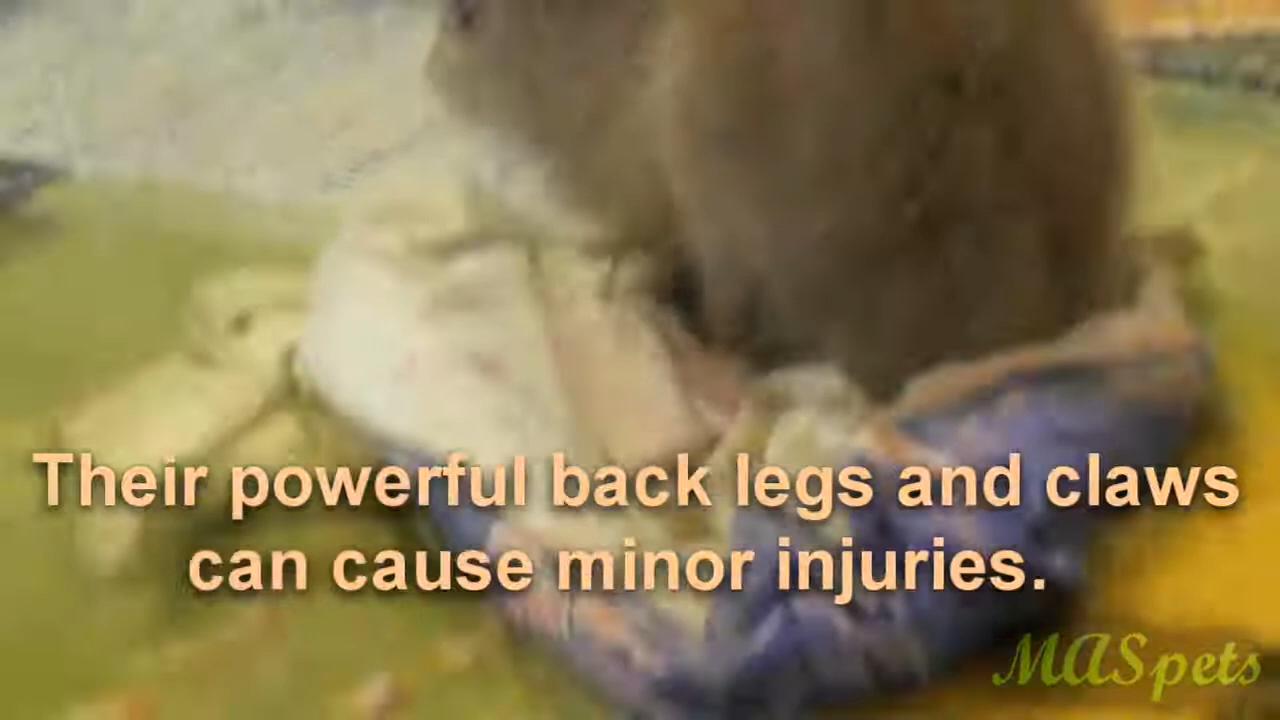 Their powerful back legs and claws
can cause minor injuries.
MASpets